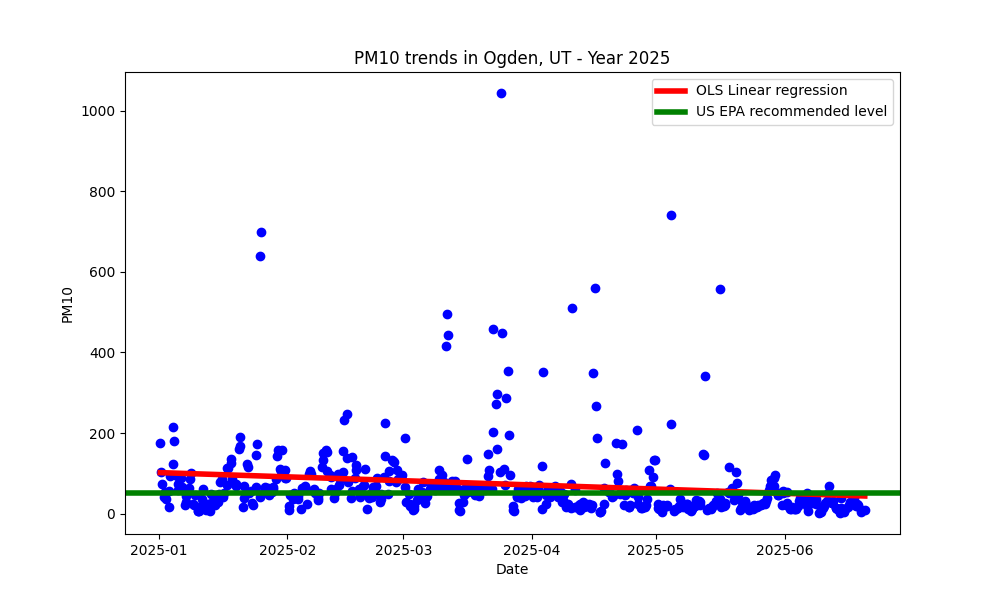 PM10 trends in Ogden, UT - Year 2025
OLS Linear regression
US EPA recommended level
1000
800
600
400
200
0
PM10
2025-01 2025-02 2025-03 2025-04 2025-05 2025-06
Date